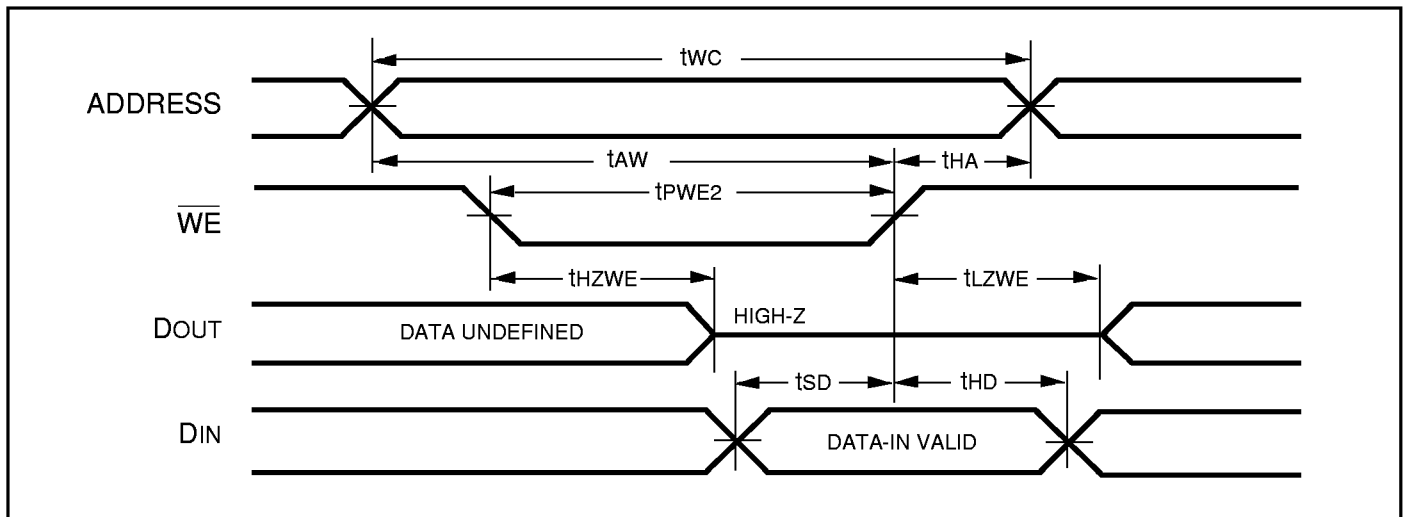 tWC
ADDRESS
tAW
tHA
tPWE2
WE
tHZWE
tLZWE
DOUT
DATA UNDEFINED
HIGH-Z
tSD
tHD
DIN
DATA-IN VALID